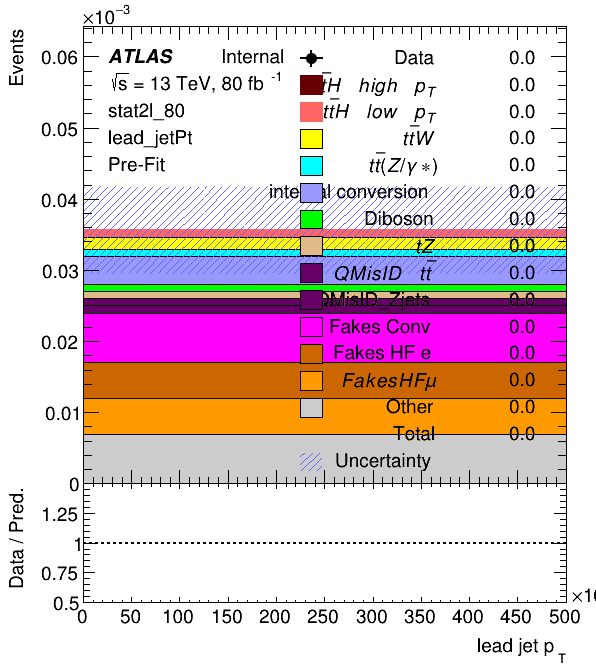 ×10⁻³
Events
0.06
0.05
0.04
0.03
0.02
0.01
0
ATLAS Internal
√s = 13 TeV, 80 fb⁻¹
stat2l_80
lead_jetPt
Pre-Fit
Data 0.0
tt̄H high p_T 0.0
tt̄H low p_T 0.0
tt̄W 0.0
tt̄(Z/γ*) 0.0
internal conversion 0.0
Diboson 0.0
tZ 0.0
QMisID tt̄ 0.0
QMisID_Zjets 0.0
Fakes Conv 0.0
Fakes HF e 0.0
FakesHFμ 0.0
Other 0.0
Total 0.0
Uncertainty
Data / Pred.
1.25
1
0.75
0.5
0 50 100 150 200 250 300 350 400 450 500
lead jet p_T